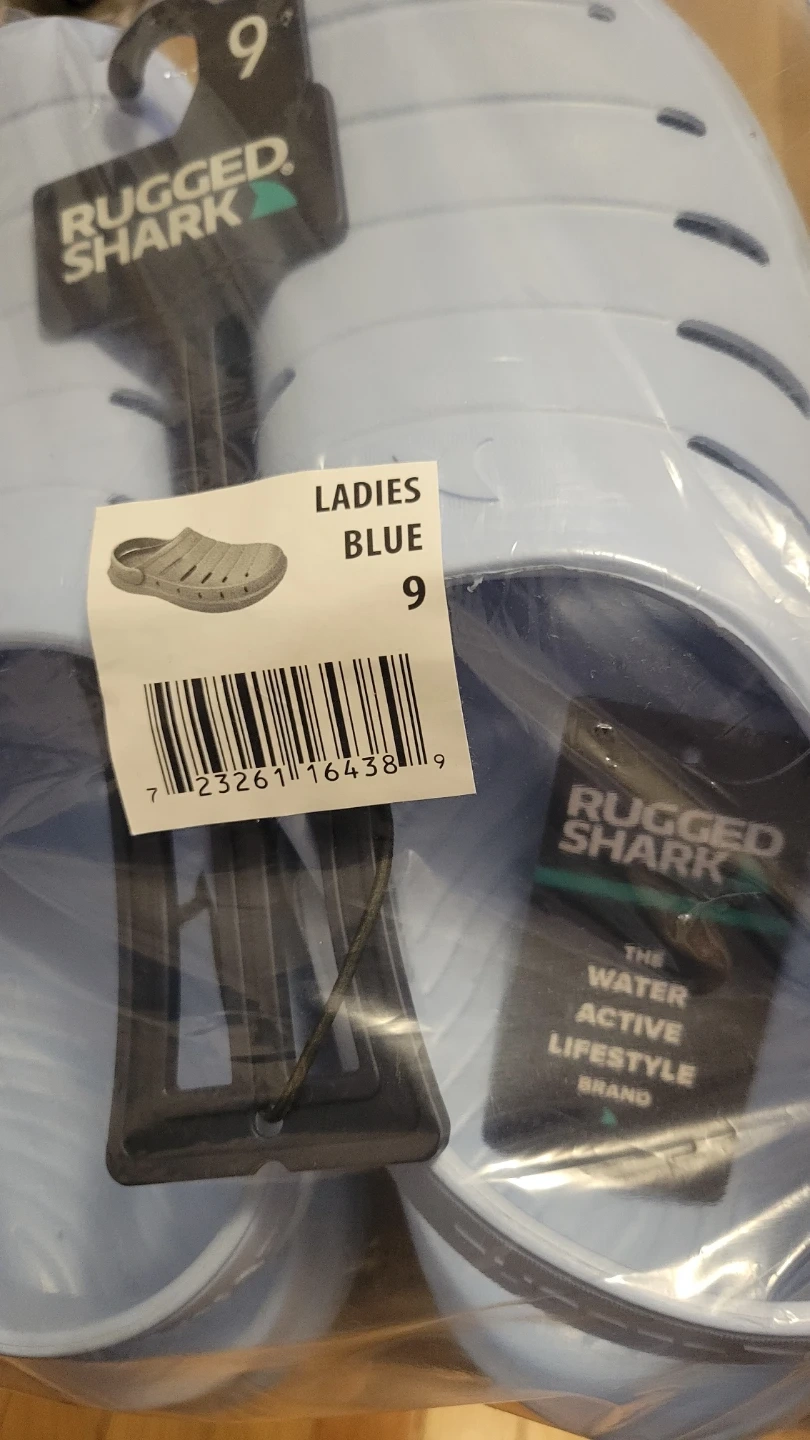 9
RUGGED®
SHARK
LADIES
BLUE
9
7 23261 16438 9
RUGGED
SHARK
THE
WATER
ACTIVE
LIFESTYLE
BRAND